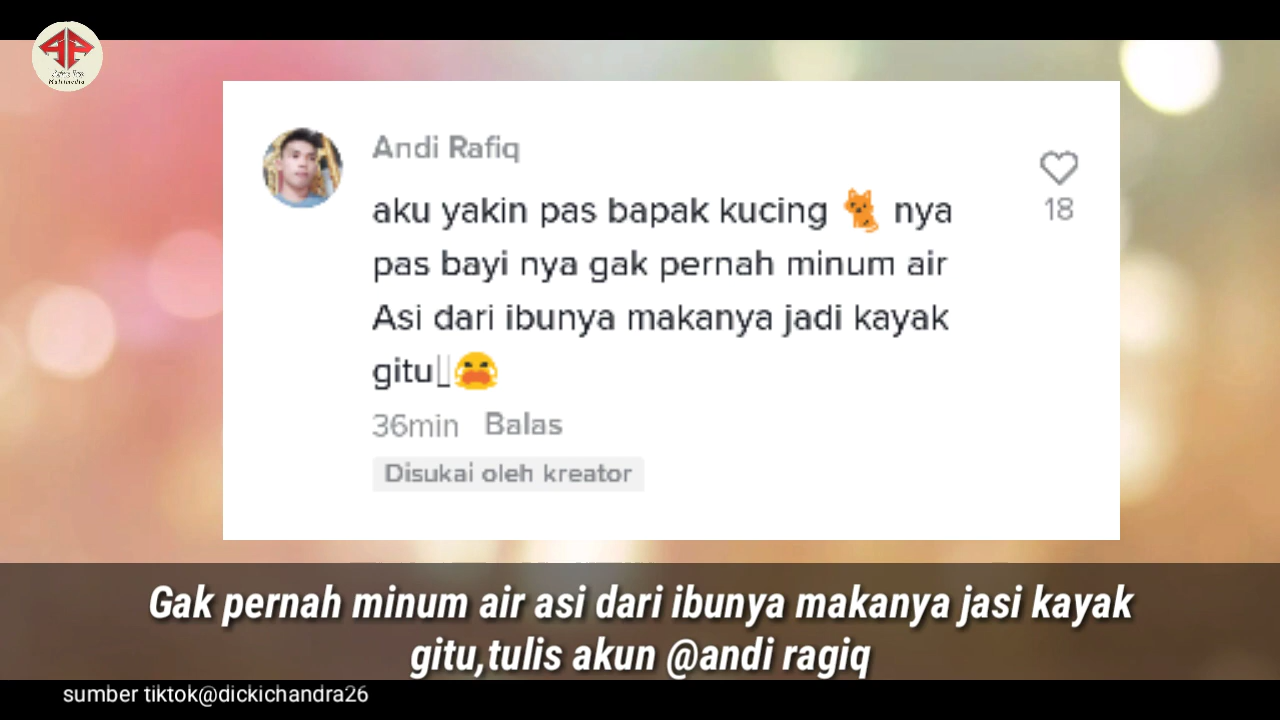 Andi Rafiq
aku yakin pas bapak kucing 🐈 nya
18
pas bayi nya gak pernah minum air
Asi dari ibunya makanya jadi kayak
gitu
36min Balas
Disukai oleh kreator
Gak pernah minum air asi dari ibunya makanya jasi kayak
gitu,tulis akun @andi ragiq
sumber tiktok@dickichandra26